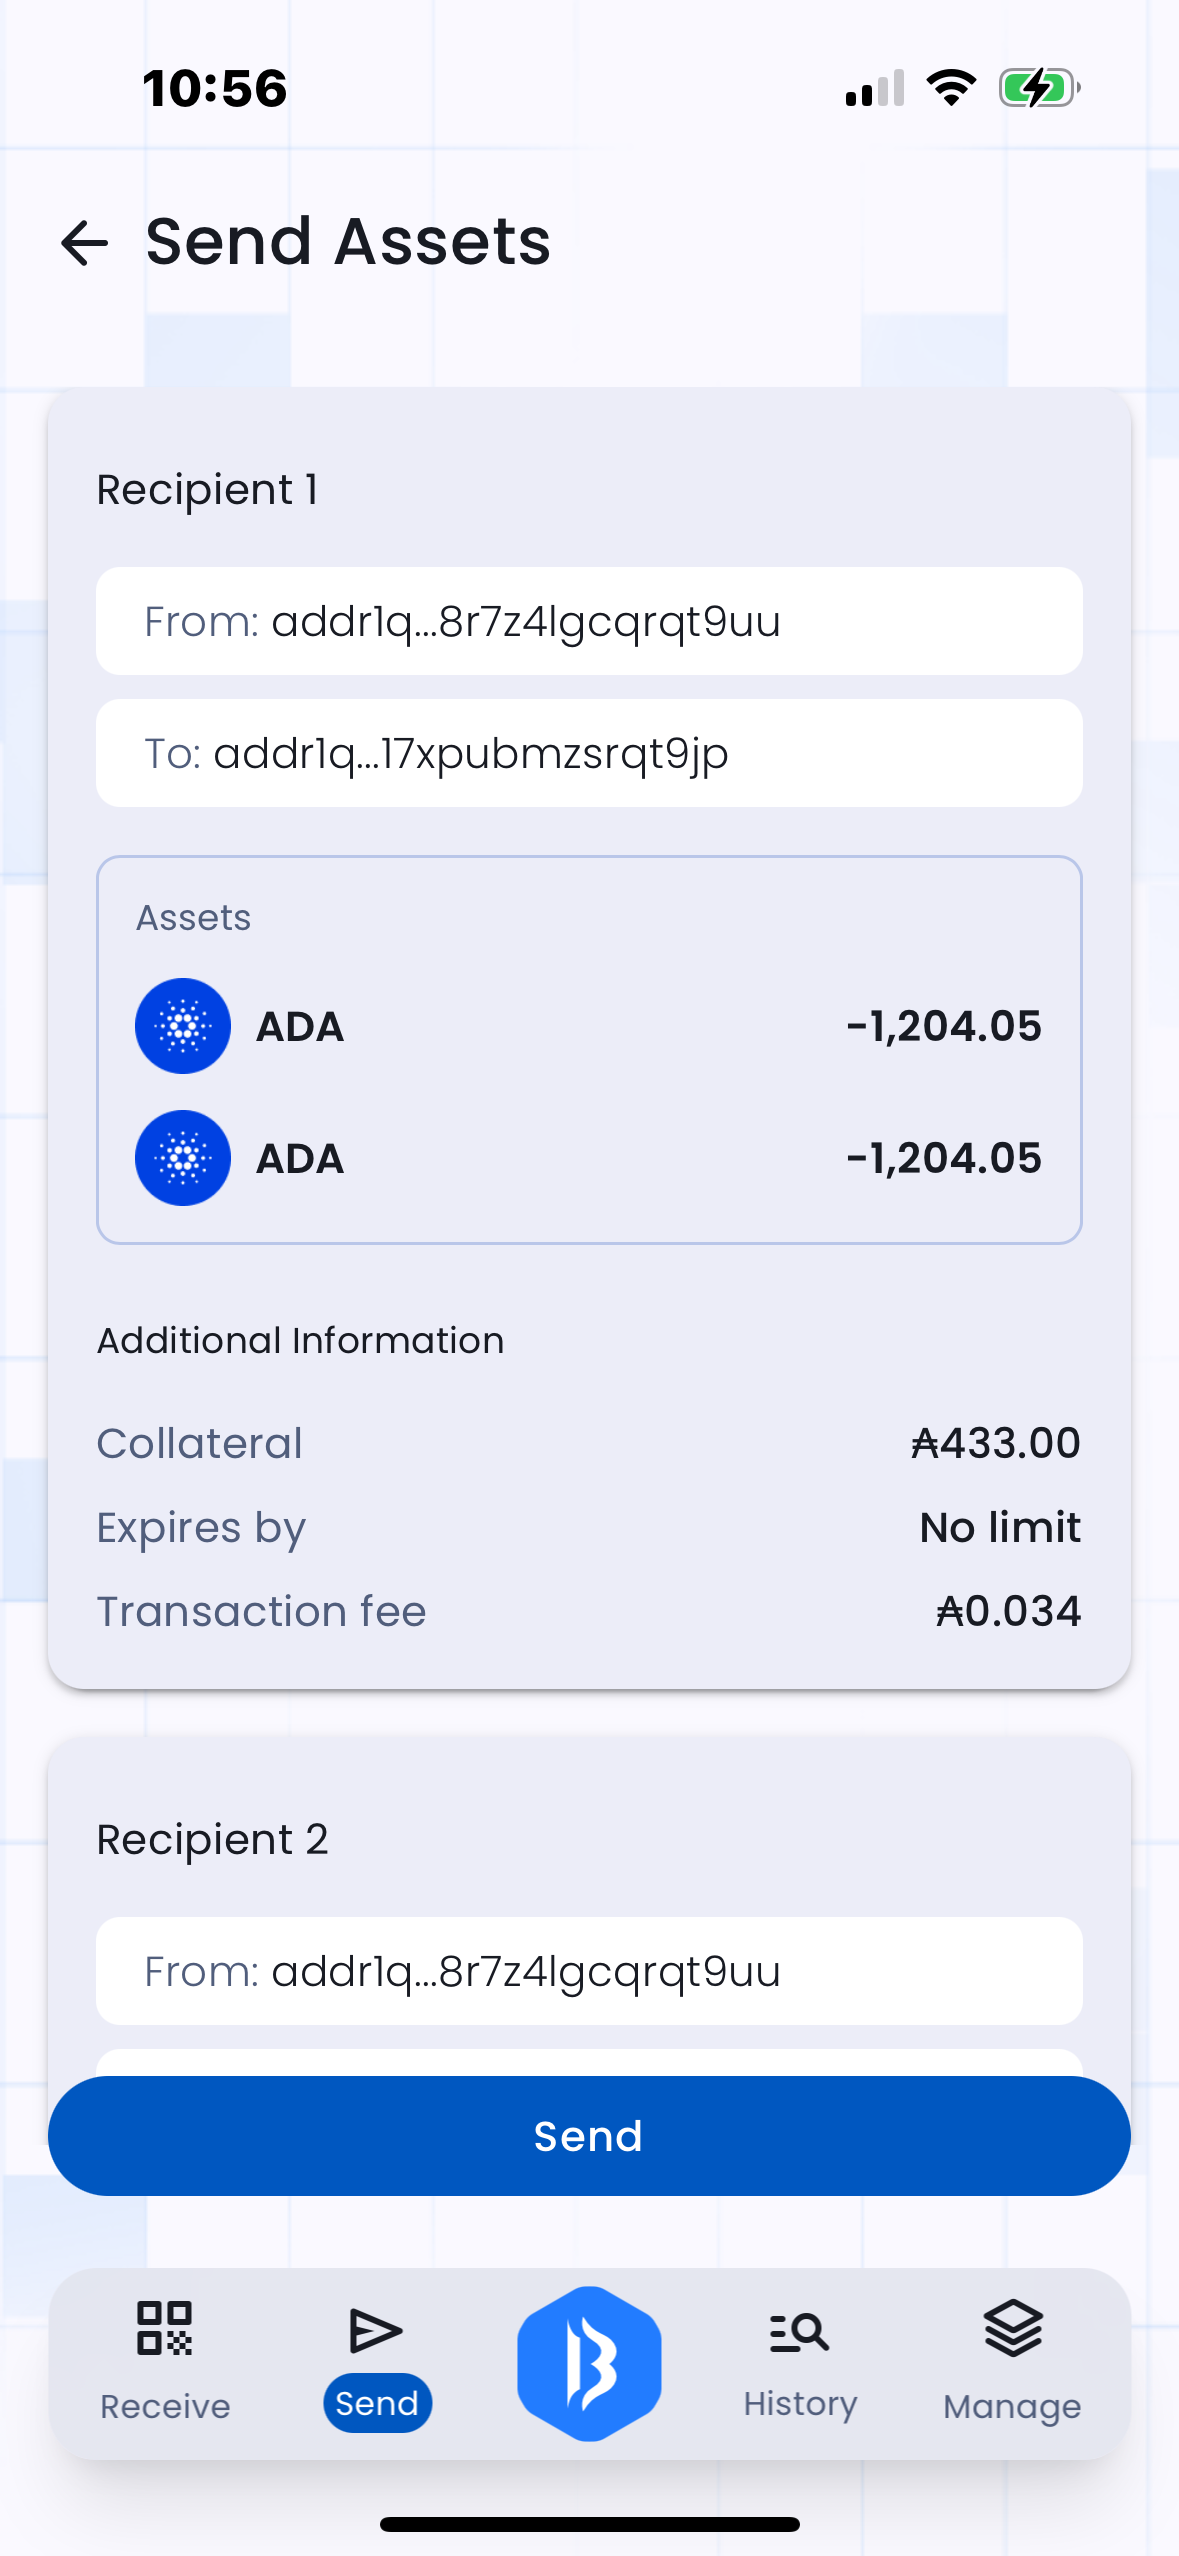 10:56
Send Assets
Recipient 1
From: addr1q...8r7z4lgcqrqt9uu
To: addr1q...17xpubmzsrqt9jp
Assets
ADA -1,204.05
ADA -1,204.05
Additional Information
Collateral ₳433.00
Expires by No limit
Transaction fee ₳0.034
Recipient 2
From: addr1q...8r7z4lgcqrqt9uu
Send
Receive Send History Manage